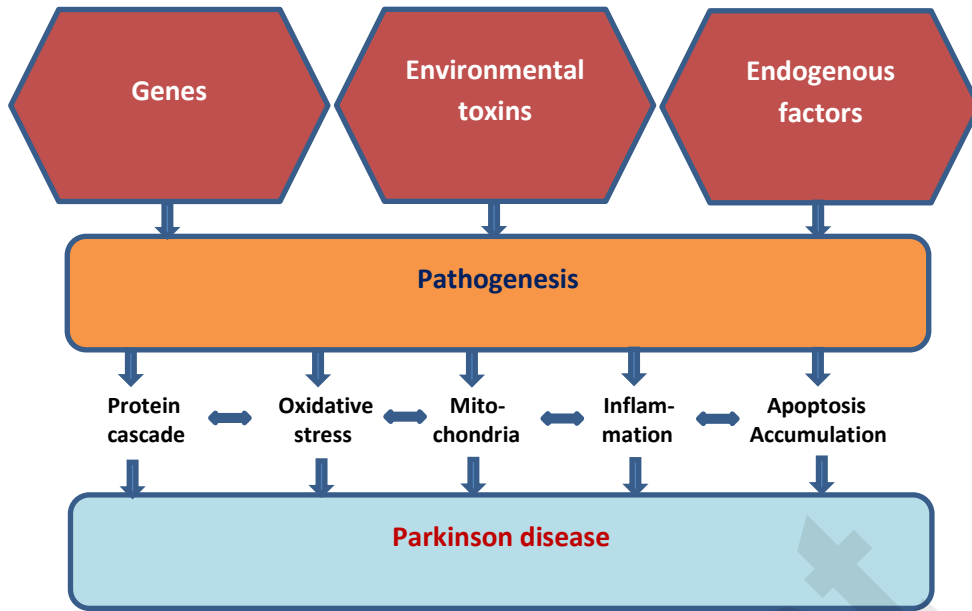 Genes
Environmental
toxins
Endogenous
factors
Pathogenesis
Protein
cascade
Oxidative
stress
Mito-
chondria
Inflam-
mation
Apoptosis
Accumulation
Parkinson disease